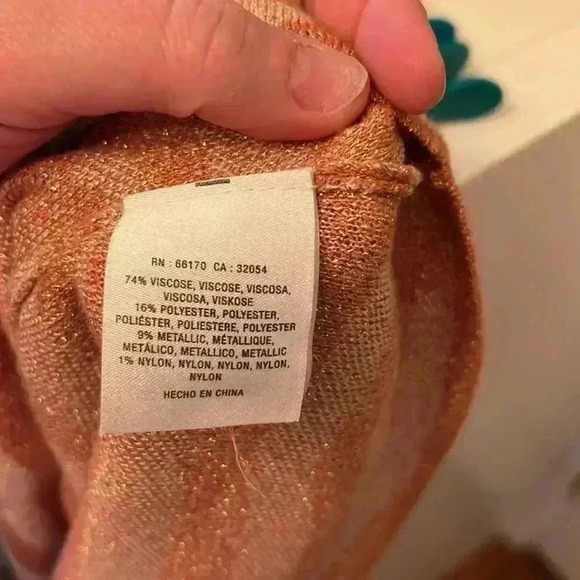 RN : 66170 CA : 32054
74% VISCOSE, VISCOSE, VISCOSA,
VISCOSA, VISKOSE
16% POLYESTER, POLYESTER,
POLIÉSTER, POLIESTERE, POLYESTER
9% METALLIC, MÉTALLIQUE,
METÁLICO, METALLICO, METALLIC
1% NYLON, NYLON, NYLON, NYLON,
NYLON
HECHO EN CHINA